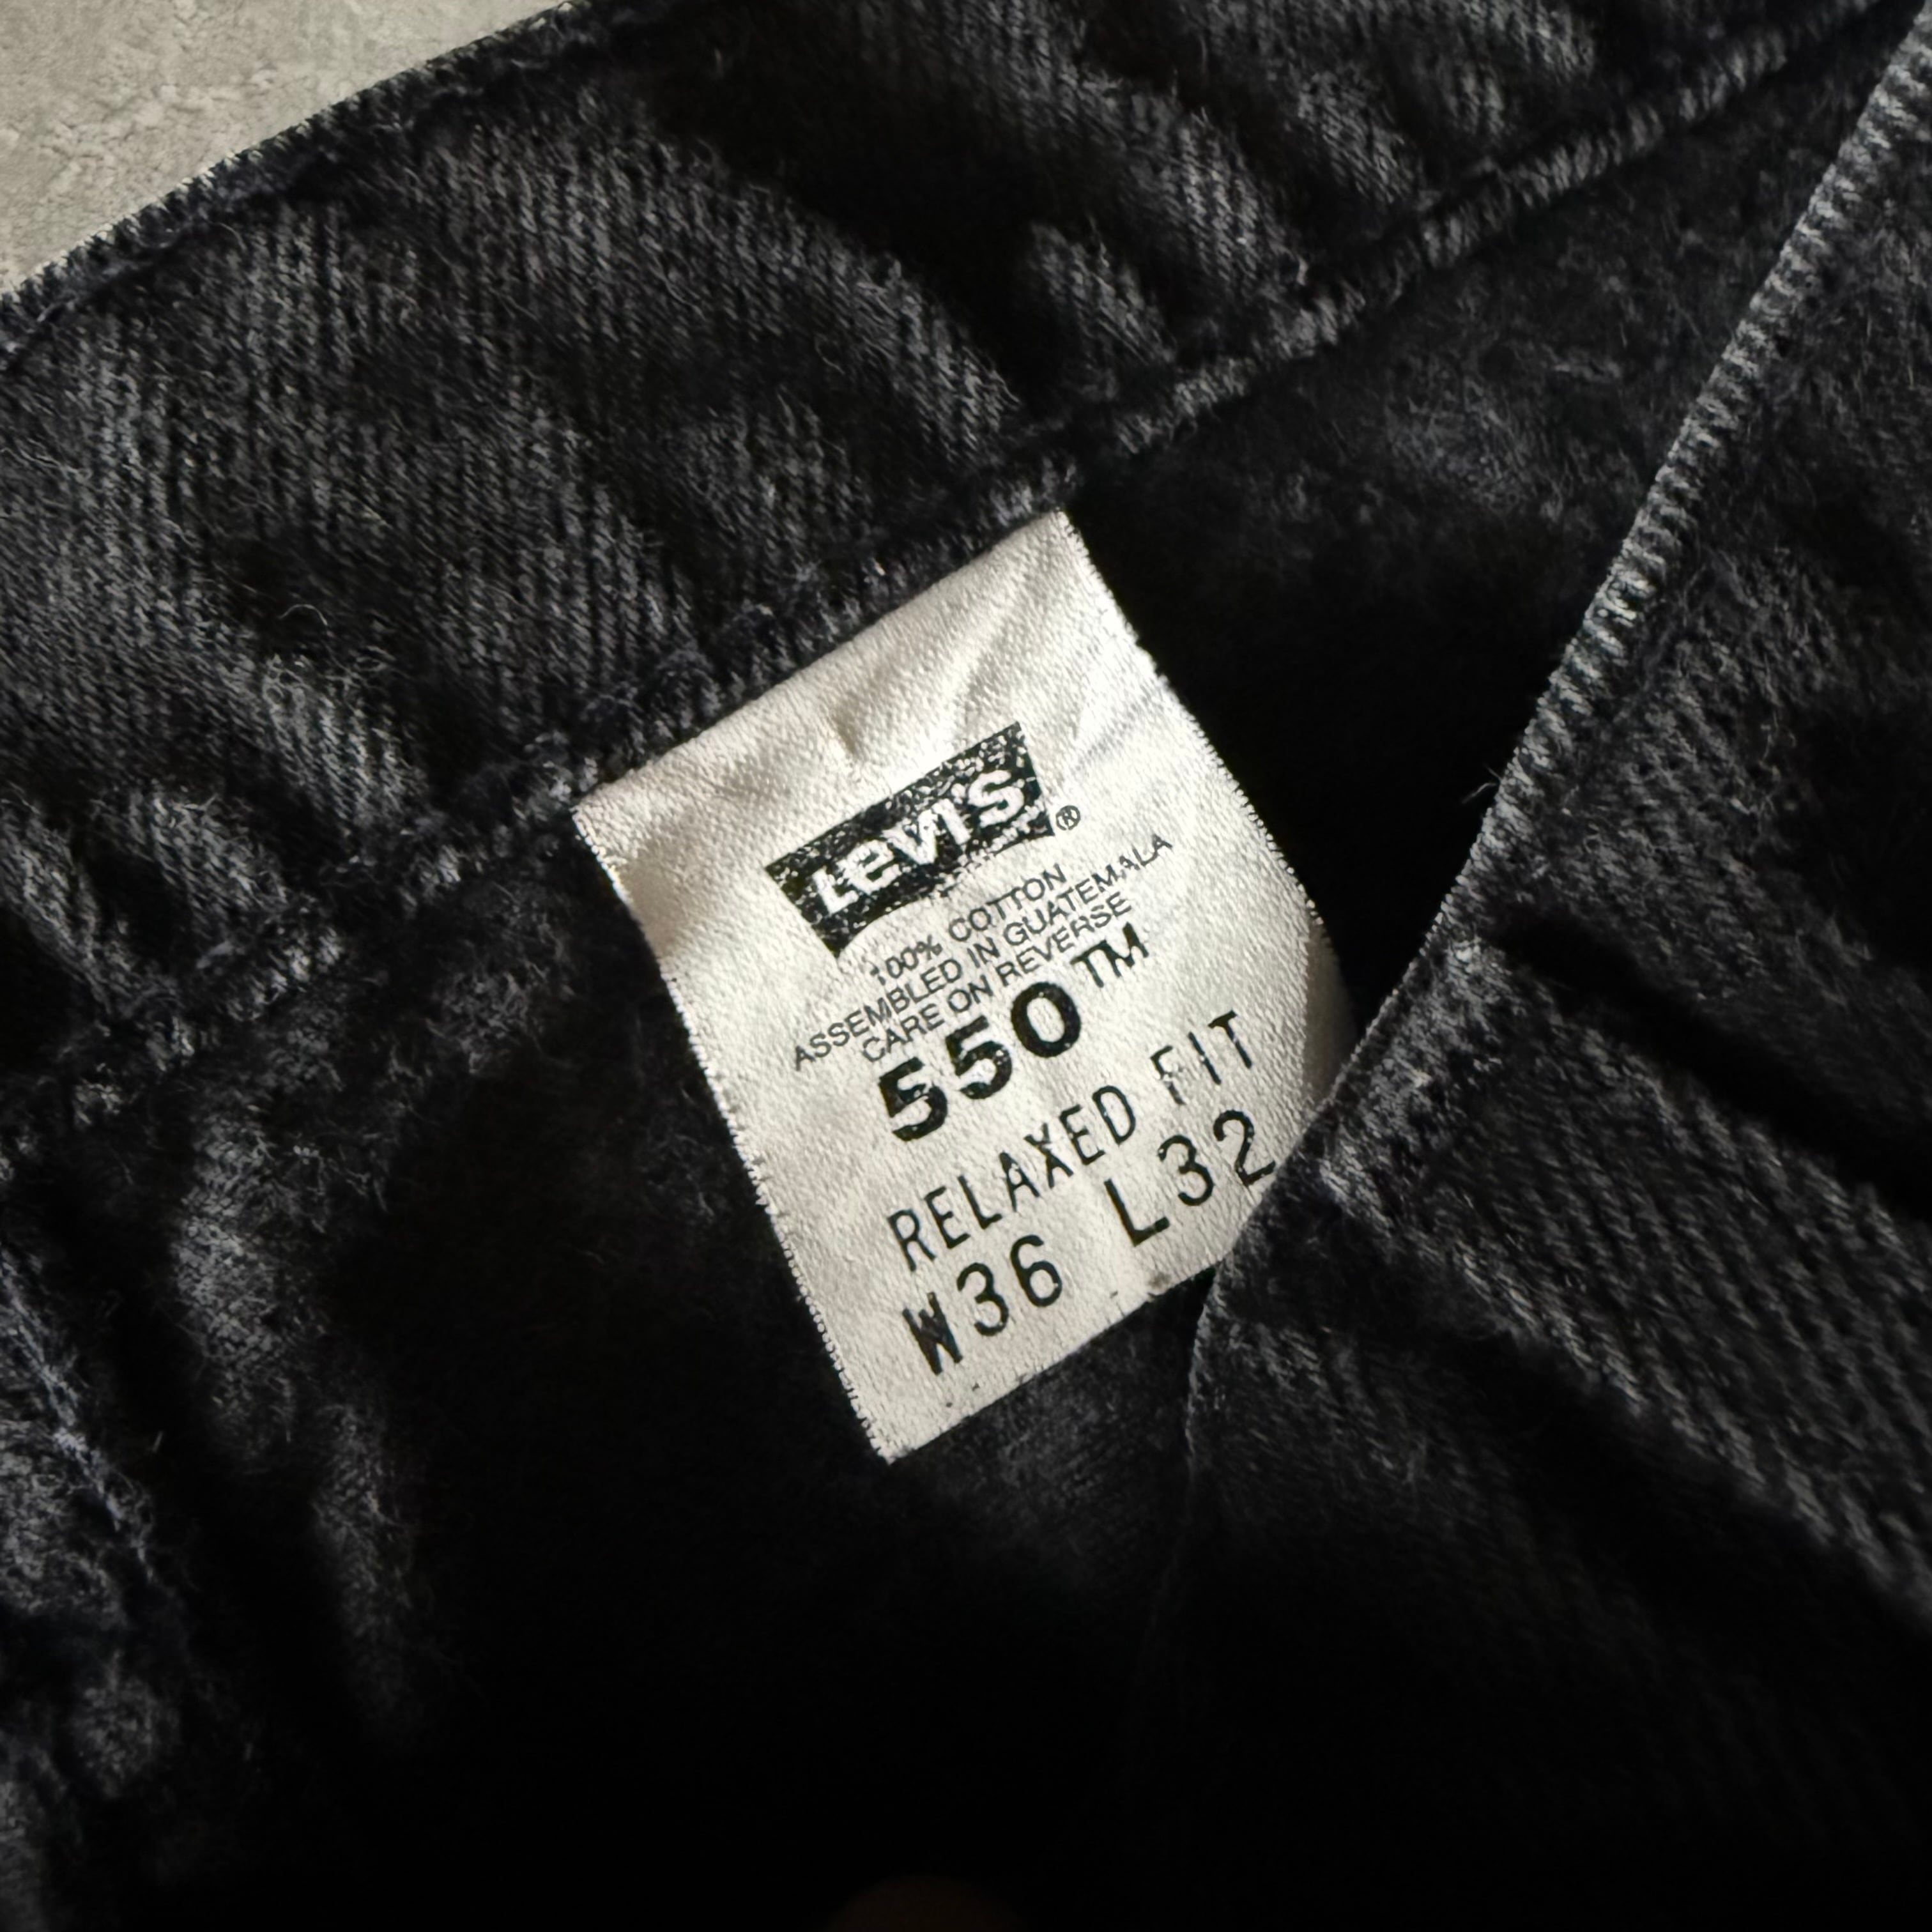 Levi's®
100% COTTON
ASSEMBLED IN GUATEMALA
CARE ON REVERSE
550™
RELAXED FIT
W36 L32